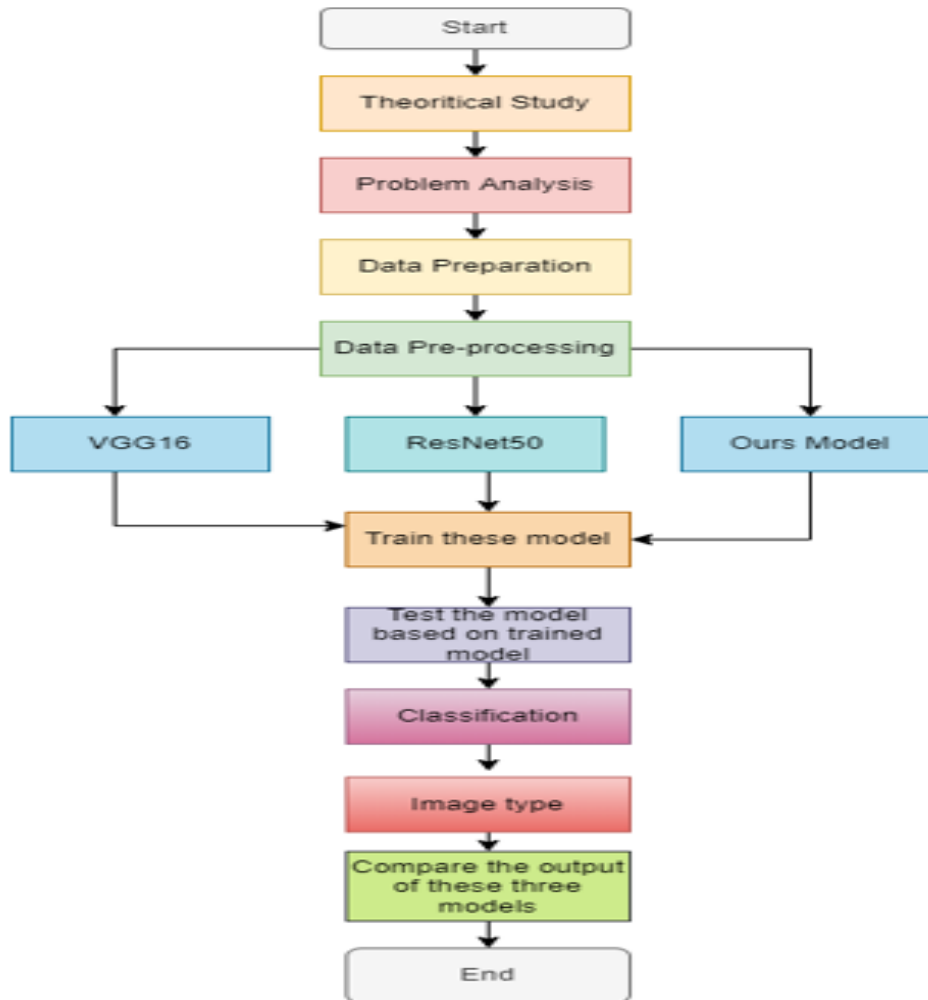 Start
Theoritical Study
Problem Analysis
Data Preparation
Data Pre-processing
VGG16
ResNet50
Ours Model
Train these model
Test the model
based on trained
model
Classification
Image type
Compare the output
of these three
models
End